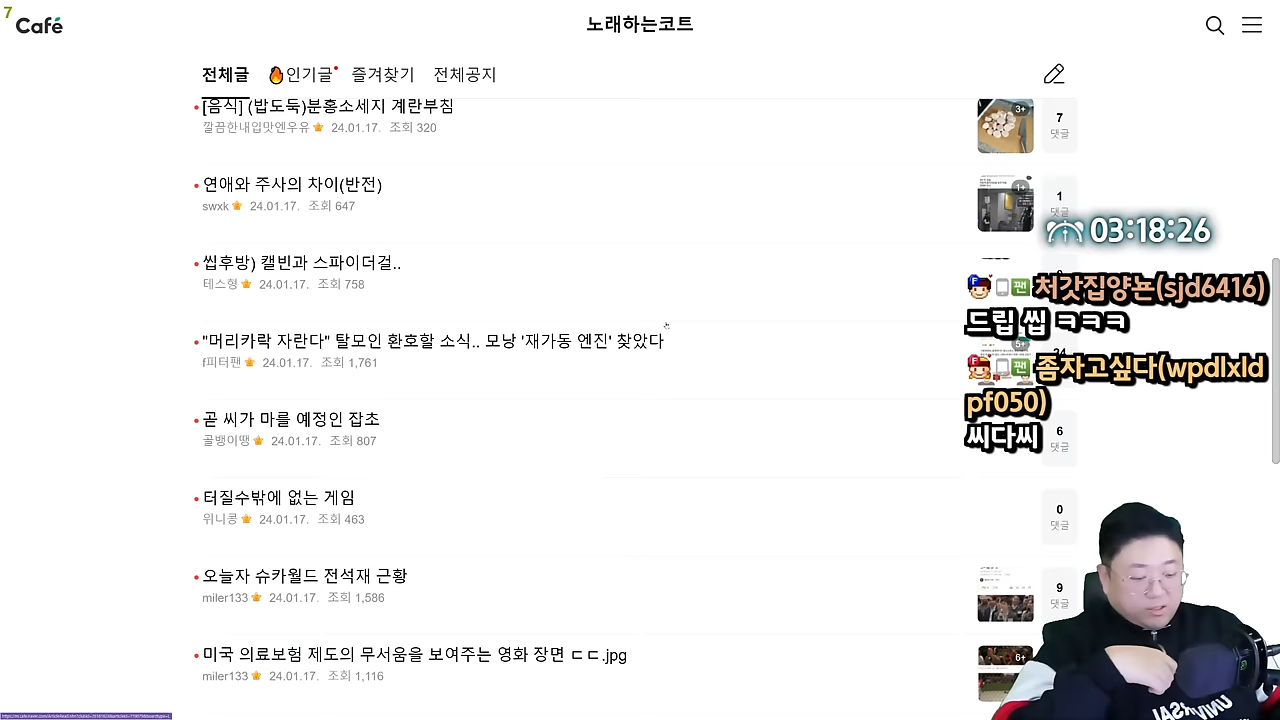 7
Café
노래하는코트
전체글 인기글 즐겨찾기 전체공지
[음식] (밥도둑)분홍소세지 계란부침
깔끔한내입맛엔우유 24.01.17. 조회 320
3+
7
댓글
연애와 주사의 차이(반전)
swxk 24.01.17. 조회 647
1+
1
댓글
03:18:26
씹후방) 캘빈과 스파이더걸..
테스형 24.01.17. 조회 758
처갓집양뇬(sjd6416)
드립 씹 ㅋㅋㅋ
"머리카락 자란다" 탈모인 환호할 소식.. 모낭 '재가동 엔진' 찾았다
f띠터팬 24.01.17. 조회 1,761
5+
24
좀자고싶다(wpdlxld
pf050)
씨다씨
곧 씨가 마를 예정인 잡초
골뱅이땡 24.01.17. 조회 807
6
댓글
터질수밖에 없는 게임
위니콩 24.01.17. 조회 463
0
댓글
오늘자 슈카월드 전석재 근황
mher133 24.01.17. 조회
9
댓글
미국 의료보험 제도의 무서움을 보여주는 영화 장면 ㄷㄷ.jpg
mher133 24.01.17. 조회
6+